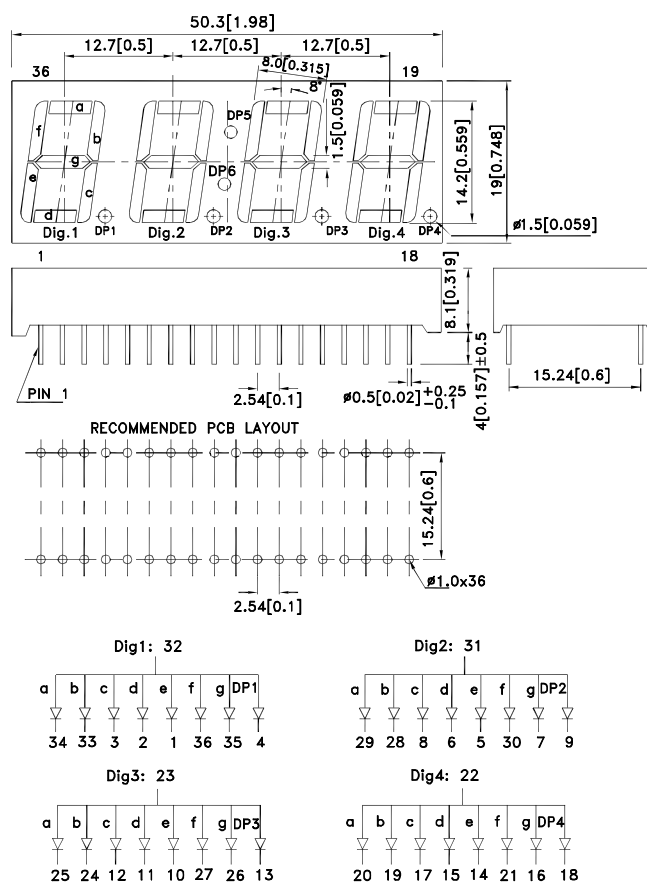 50.3[1.98]
12.7[0.5] 12.7[0.5] 12.7[0.5]
8.0[0.315]
36 19
8°
a
f b
g
e c
d
DP5
DP6
1.5[0.059]
14.2[0.559]
19[0.748]
Dig.1 DP1 Dig.2 DP2 Dig.3 DP3 Dig.4 DP4
ø1.5[0.059]
1 18
8.1[0.319]
4[0.157]±0.5
PIN 1
2.54[0.1]
ø0.5[0.02]+0.25 −0.1
15.24[0.6]
RECOMMENDED PCB LAYOUT
15.24[0.6]
ø1.0x36
2.54[0.1]
Dig1: 32
a b c d e f g DP1
34 33 3 2 1 36 35 4
Dig2: 31
a b c d e f g DP2
29 28 8 6 5 30 7 9
Dig3: 23
a b c d e f g DP3
25 24 12 11 10 27 26 13
Dig4: 22
a b c d e f g DP4
20 19 17 15 14 21 16 18